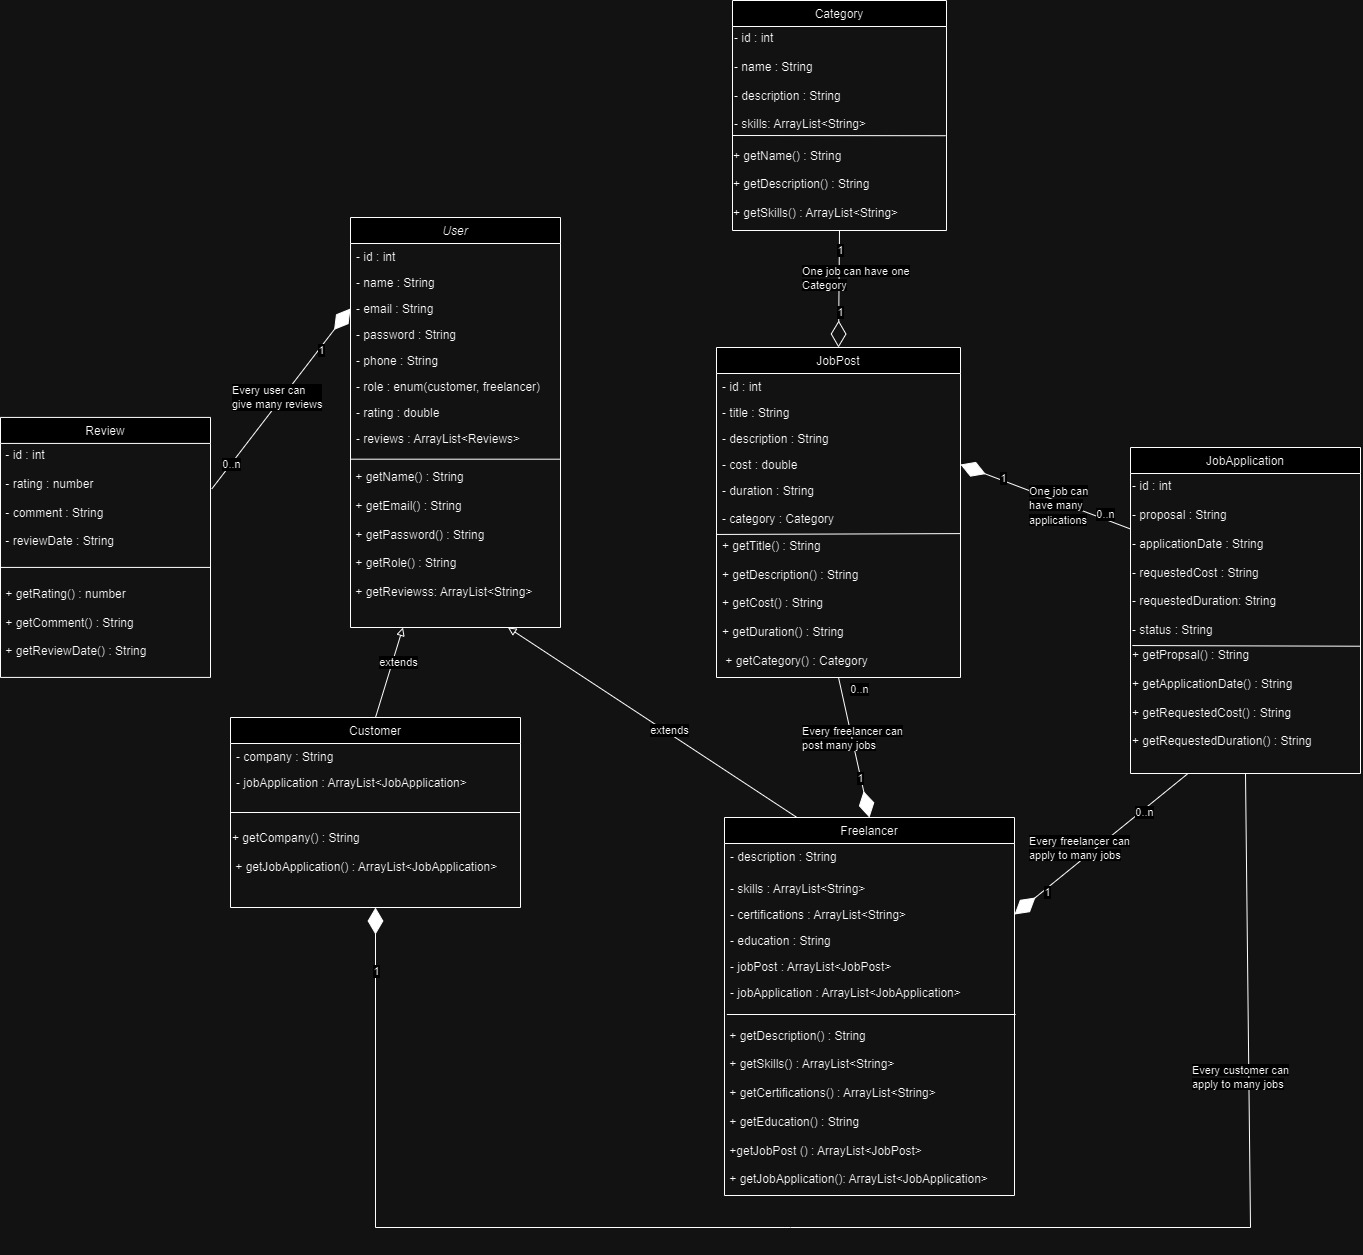 Category
- id : int
- name : String
- description : String
- skills: ArrayList<String>
+ getName() : String
+ getDescription() : String
+ getSkills() : ArrayList<String>
1
One job can have one
Category
1
User
- id : int
- name : String
- email : String
- password : String
- phone : String
- role : enum(customer, freelancer)
- rating : double
- reviews : ArrayList<Reviews>
+ getName() : String
+ getEmail() : String
+ getPassword() : String
+ getRole() : String
+ getReviewss: ArrayList<String>
1
Every user can
give many reviews
0..n
Review
- id : int
- rating : number
- comment : String
- reviewDate : String
+ getRating() : number
+ getComment() : String
+ getReviewDate() : String
JobPost
- id : int
- title : String
- description : String
- cost : double
- duration : String
- category : Category
+ getTitle() : String
+ getDescription() : String
+ getCost() : String
+ getDuration() : String
+ getCategory() : Category
1
One job can
have many
applications
0..n
JobApplication
- id : int
- proposal : String
- applicationDate : String
- requestedCost : String
- requestedDuration: String
- status : String
+ getPropsal() : String
+ getApplicationDate() : String
+ getRequestedCost() : String
+ getRequestedDuration() : String
extends
extends
Customer
- company : String
- jobApplication : ArrayList<JobApplication>
+ getCompany() : String
+ getJobApplication() : ArrayList<JobApplication>
1
0..n
Every freelancer can
post many jobs
1
Freelancer
- description : String
- skills : ArrayList<String>
- certifications : ArrayList<String>
- education : String
- jobPost : ArrayList<JobPost>
- jobApplication : ArrayList<JobApplication>
+ getDescription() : String
+ getSkills() : ArrayList<String>
+ getCertifications() : ArrayList<String>
+ getEducation() : String
+getJobPost () : ArrayList<JobPost>
+ getJobApplication(): ArrayList<JobApplication>
0..n
Every freelancer can
apply to many jobs
1
Every customer can
apply to many jobs